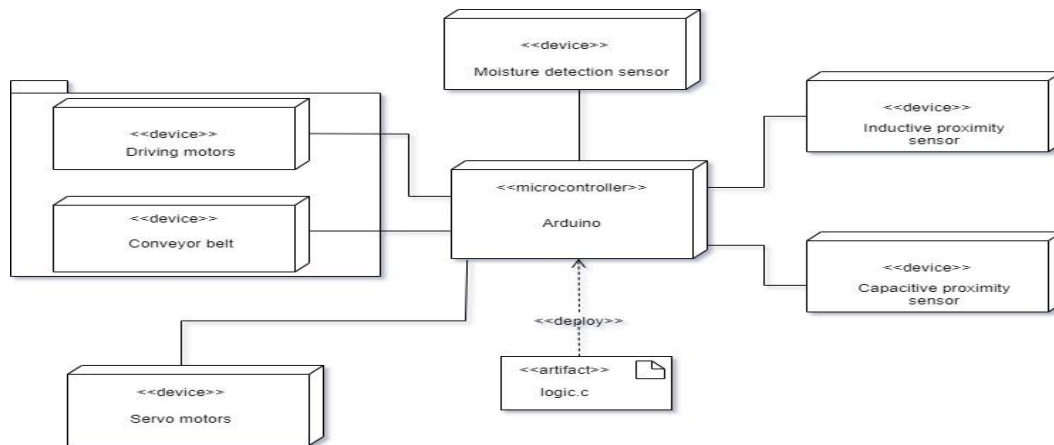 <<device>>
Moisture detection sensor
<<device>>
Driving motors
<<device>>
Inductive proximity
sensor
<<microcontroller>>
Arduino
<<device>>
Conveyor belt
<<device>>
Capacitive proximity
sensor
<<deploy>>
<<artifact>>
logic.c
<<device>>
Servo motors